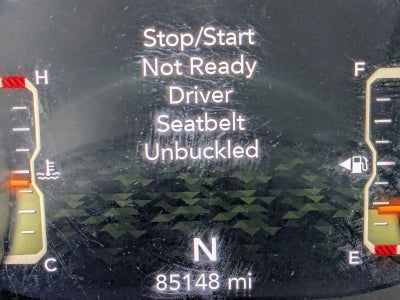 Stop/Start
Not Ready
Driver
Seatbelt
Unbuckled
H
F
C
E
N
85148 mi